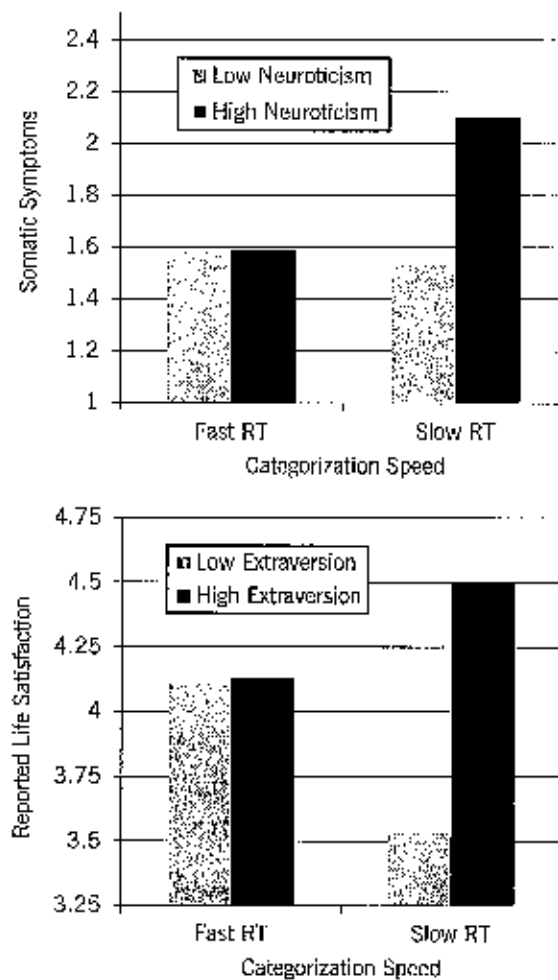 2.4
2.2
2
1.8
1.6
1.4
1.2
1
Somatic Symptoms
Low Neuroticism
High Neuroticism
Fast RT
Slow RT
Categorization Speed
4.75
4.5
4.25
4
3.75
3.5
3.25
Reported Life Satisfaction
Low Extraversion
High Extraversion
Fast RT
Slow RT
Categorization Speed